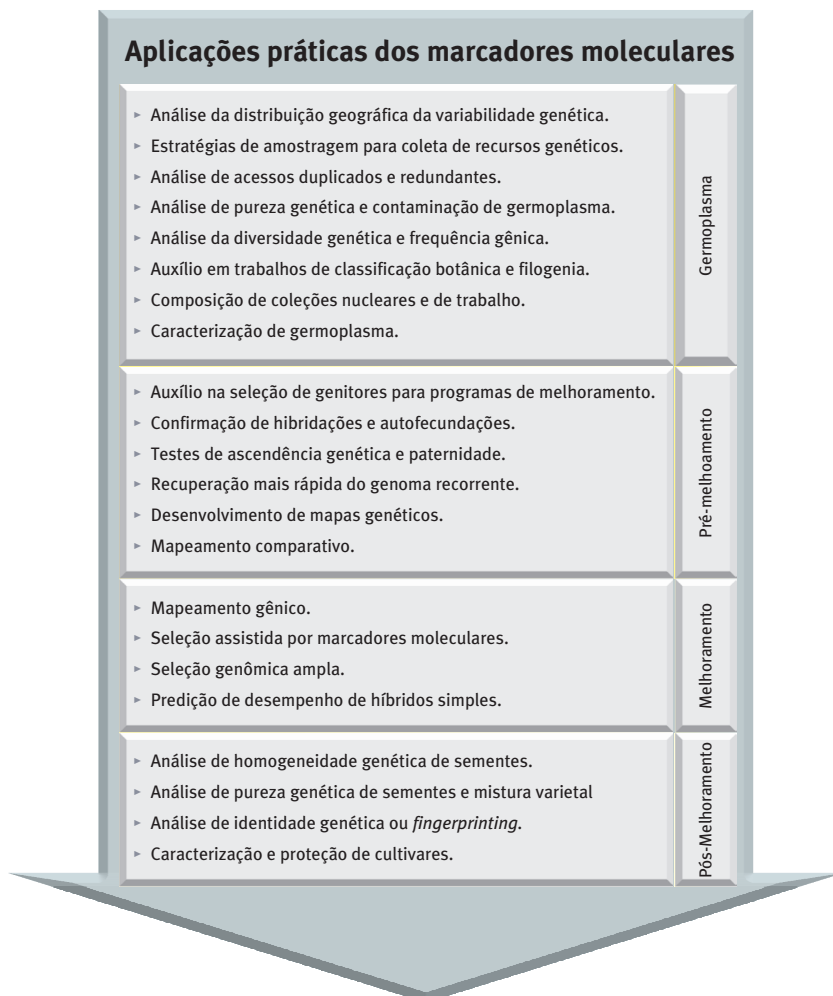 Aplicações práticas dos marcadores moleculares
▸ Análise da distribuição geográfica da variabilidade genética.
▸ Estratégias de amostragem para coleta de recursos genéticos.
▸ Análise de acessos duplicados e redundantes.
▸ Análise de pureza genética e contaminação de germoplasma.
▸ Análise da diversidade genética e frequência gênica.
▸ Auxílio em trabalhos de classificação botânica e filogenia.
▸ Composição de coleções nucleares e de trabalho.
▸ Caracterização de germoplasma.
Germoplasma
▸ Auxílio na seleção de genitores para programas de melhoramento.
▸ Confirmação de hibridações e autofecundações.
▸ Testes de ascendência genética e paternidade.
▸ Recuperação mais rápida do genoma recorrente.
▸ Desenvolvimento de mapas genéticos.
▸ Mapeamento comparativo.
Pré-melhoamento
▸ Mapeamento gênico.
▸ Seleção assistida por marcadores moleculares.
▸ Seleção genômica ampla.
▸ Predição de desempenho de híbridos simples.
Melhoramento
▸ Análise de homogeneidade genética de sementes.
▸ Análise de pureza genética de sementes e mistura varietal
▸ Análise de identidade genética ou fingerprinting.
▸ Caracterização e proteção de cultivares.
Pós-Melhoramento